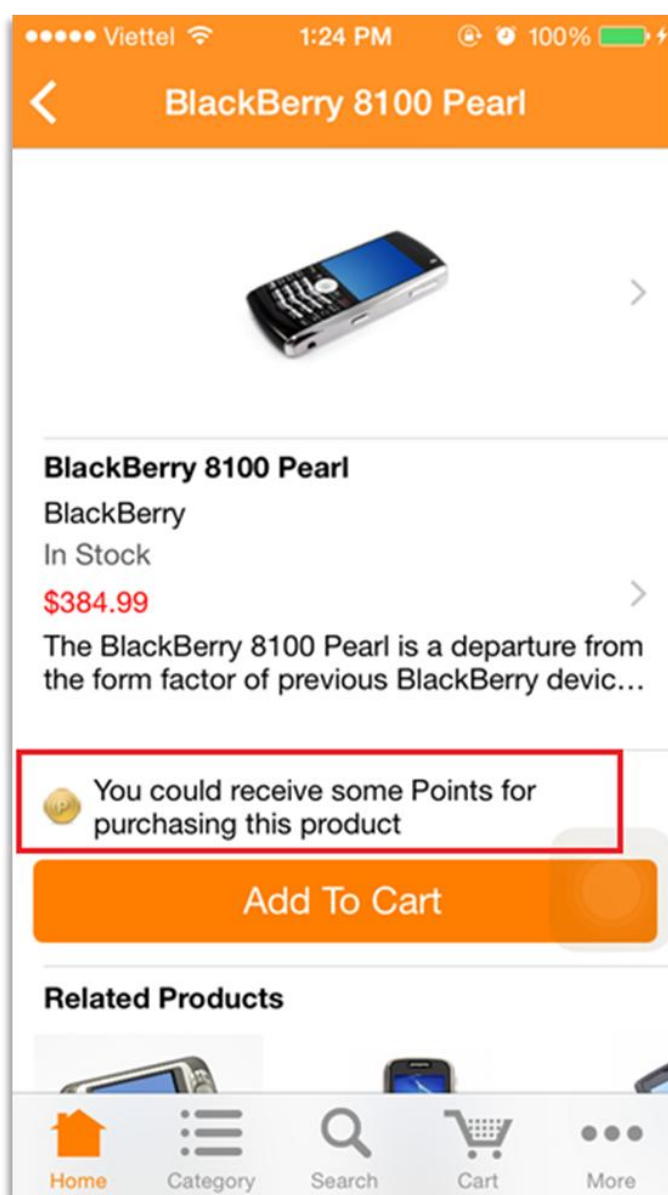 Viettel 1:24 PM 100%
BlackBerry 8100 Pearl
BlackBerry 8100 Pearl
BlackBerry
In Stock
$384.99
The BlackBerry 8100 Pearl is a departure from
the form factor of previous BlackBerry devic...
You could receive some Points for
purchasing this product
Add To Cart
Related Products
Home Category Search Cart More